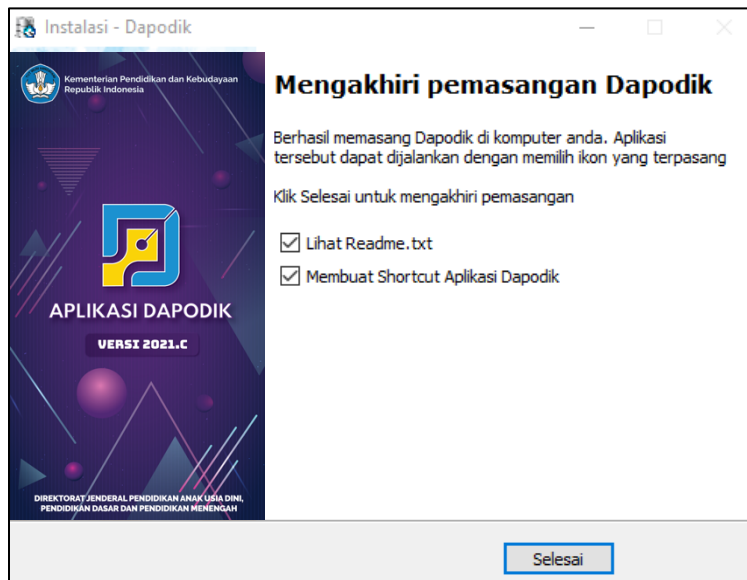 Instalasi - Dapodik
Kementerian Pendidikan dan Kebudayaan
Republik Indonesia
APLIKASI DAPODIK
VERSI 2021.C
DIREKTORAT JENDERAL PENDIDIKAN ANAK USIA DINI,
PENDIDIKAN DASAR DAN PENDIDIKAN MENENGAH
Mengakhiri pemasangan Dapodik
Berhasil memasang Dapodik di komputer anda. Aplikasi
tersebut dapat dijalankan dengan memilih ikon yang terpasang
Klik Selesai untuk mengakhiri pemasangan
Lihat Readme.txt
Membuat Shortcut Aplikasi Dapodik
Selesai